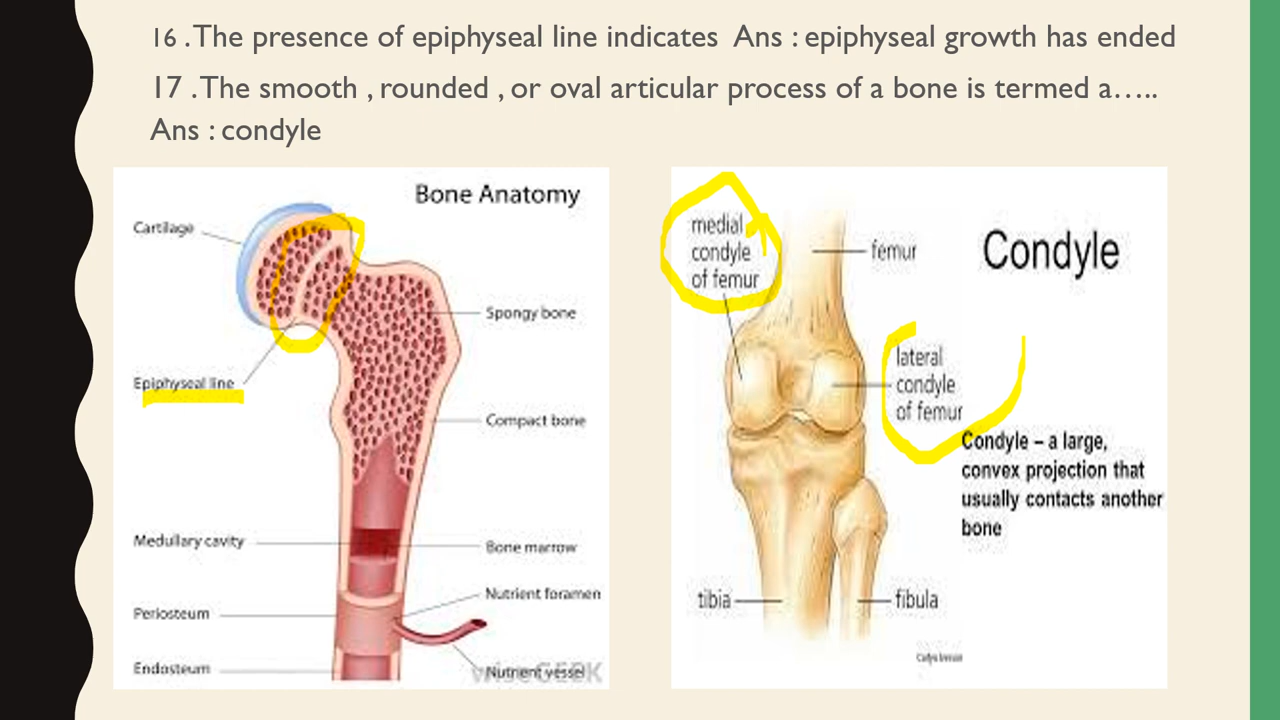 16 . The presence of epiphyseal line indicates  Ans : epiphyseal growth has ended
17 . The smooth , rounded , or oval articular process of a bone is termed a…..
Ans : condyle
Bone Anatomy
Cartilage
Spongy bone
Epiphyseal line
Compact bone
Medullary cavity
Bone marrow
Nutrient foramen
Periosteum
Endosteum
Nutrient vessel
medial
condyle
of femur
femur
Condyle
lateral
condyle
of femur
Condyle – a large,
convex projection that
usually contacts another
bone
tibia
fibula